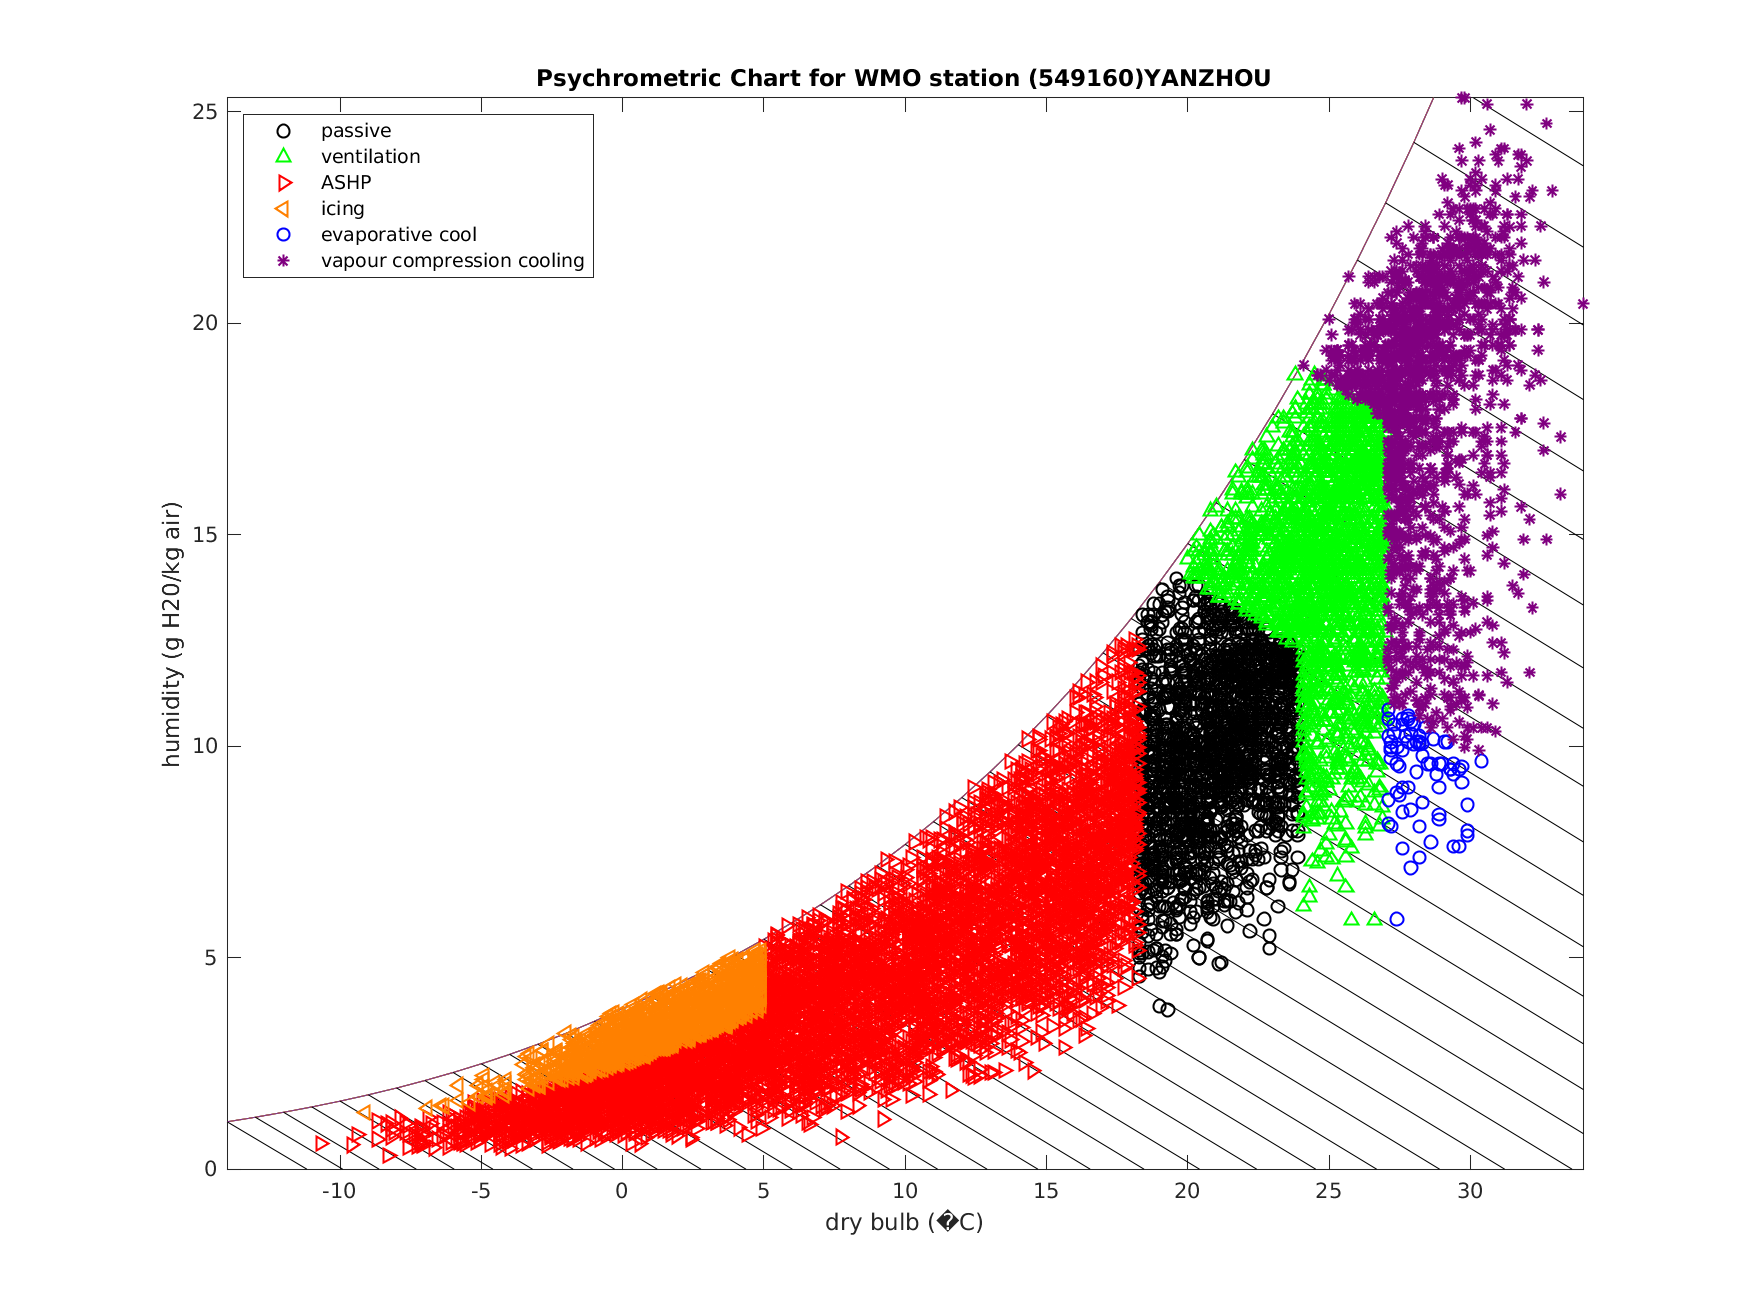 Psychrometric Chart for WMO station (549160)YANZHOU
25
20
15
10
5
0
humidity (g H20/kg air)
passive
ventilation
ASHP
icing
evaporative cool
vapour compression cooling
-10 -5 0 5 10 15 20 25 30
dry bulb (�C)